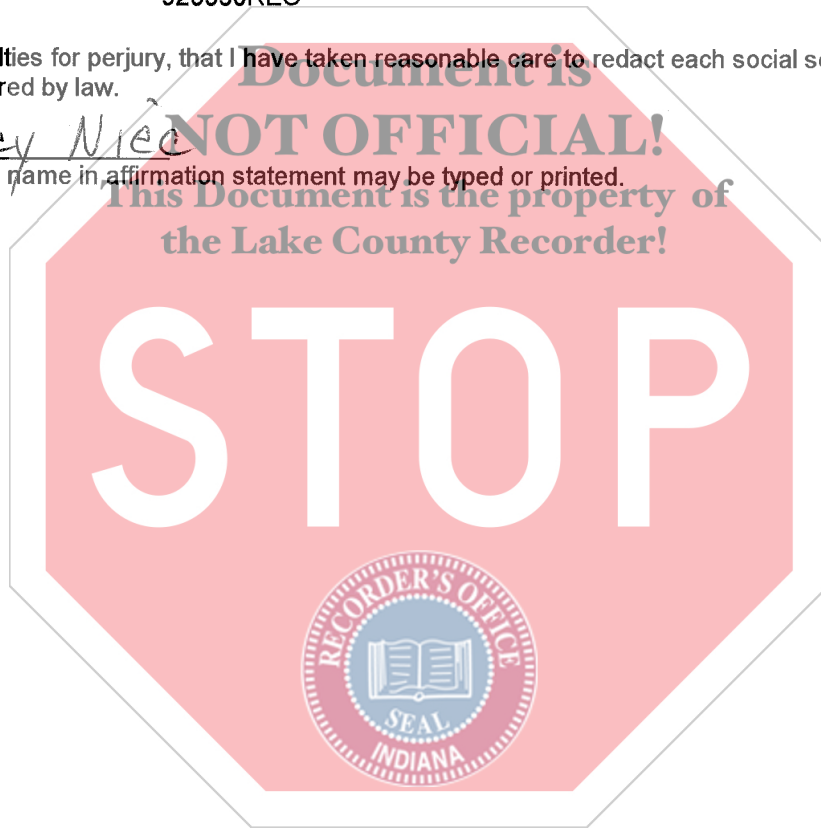 lties for perjury, that I have taken reasonable care to redact each social se
red by law.
ey Niec
name in affirmation statement may be typed or printed.
Document is
NOT OFFICIAL!
This Document is the property of
the Lake County Recorder!
STOP
RECORDER'S OFFICE
SEAL
INDIANA